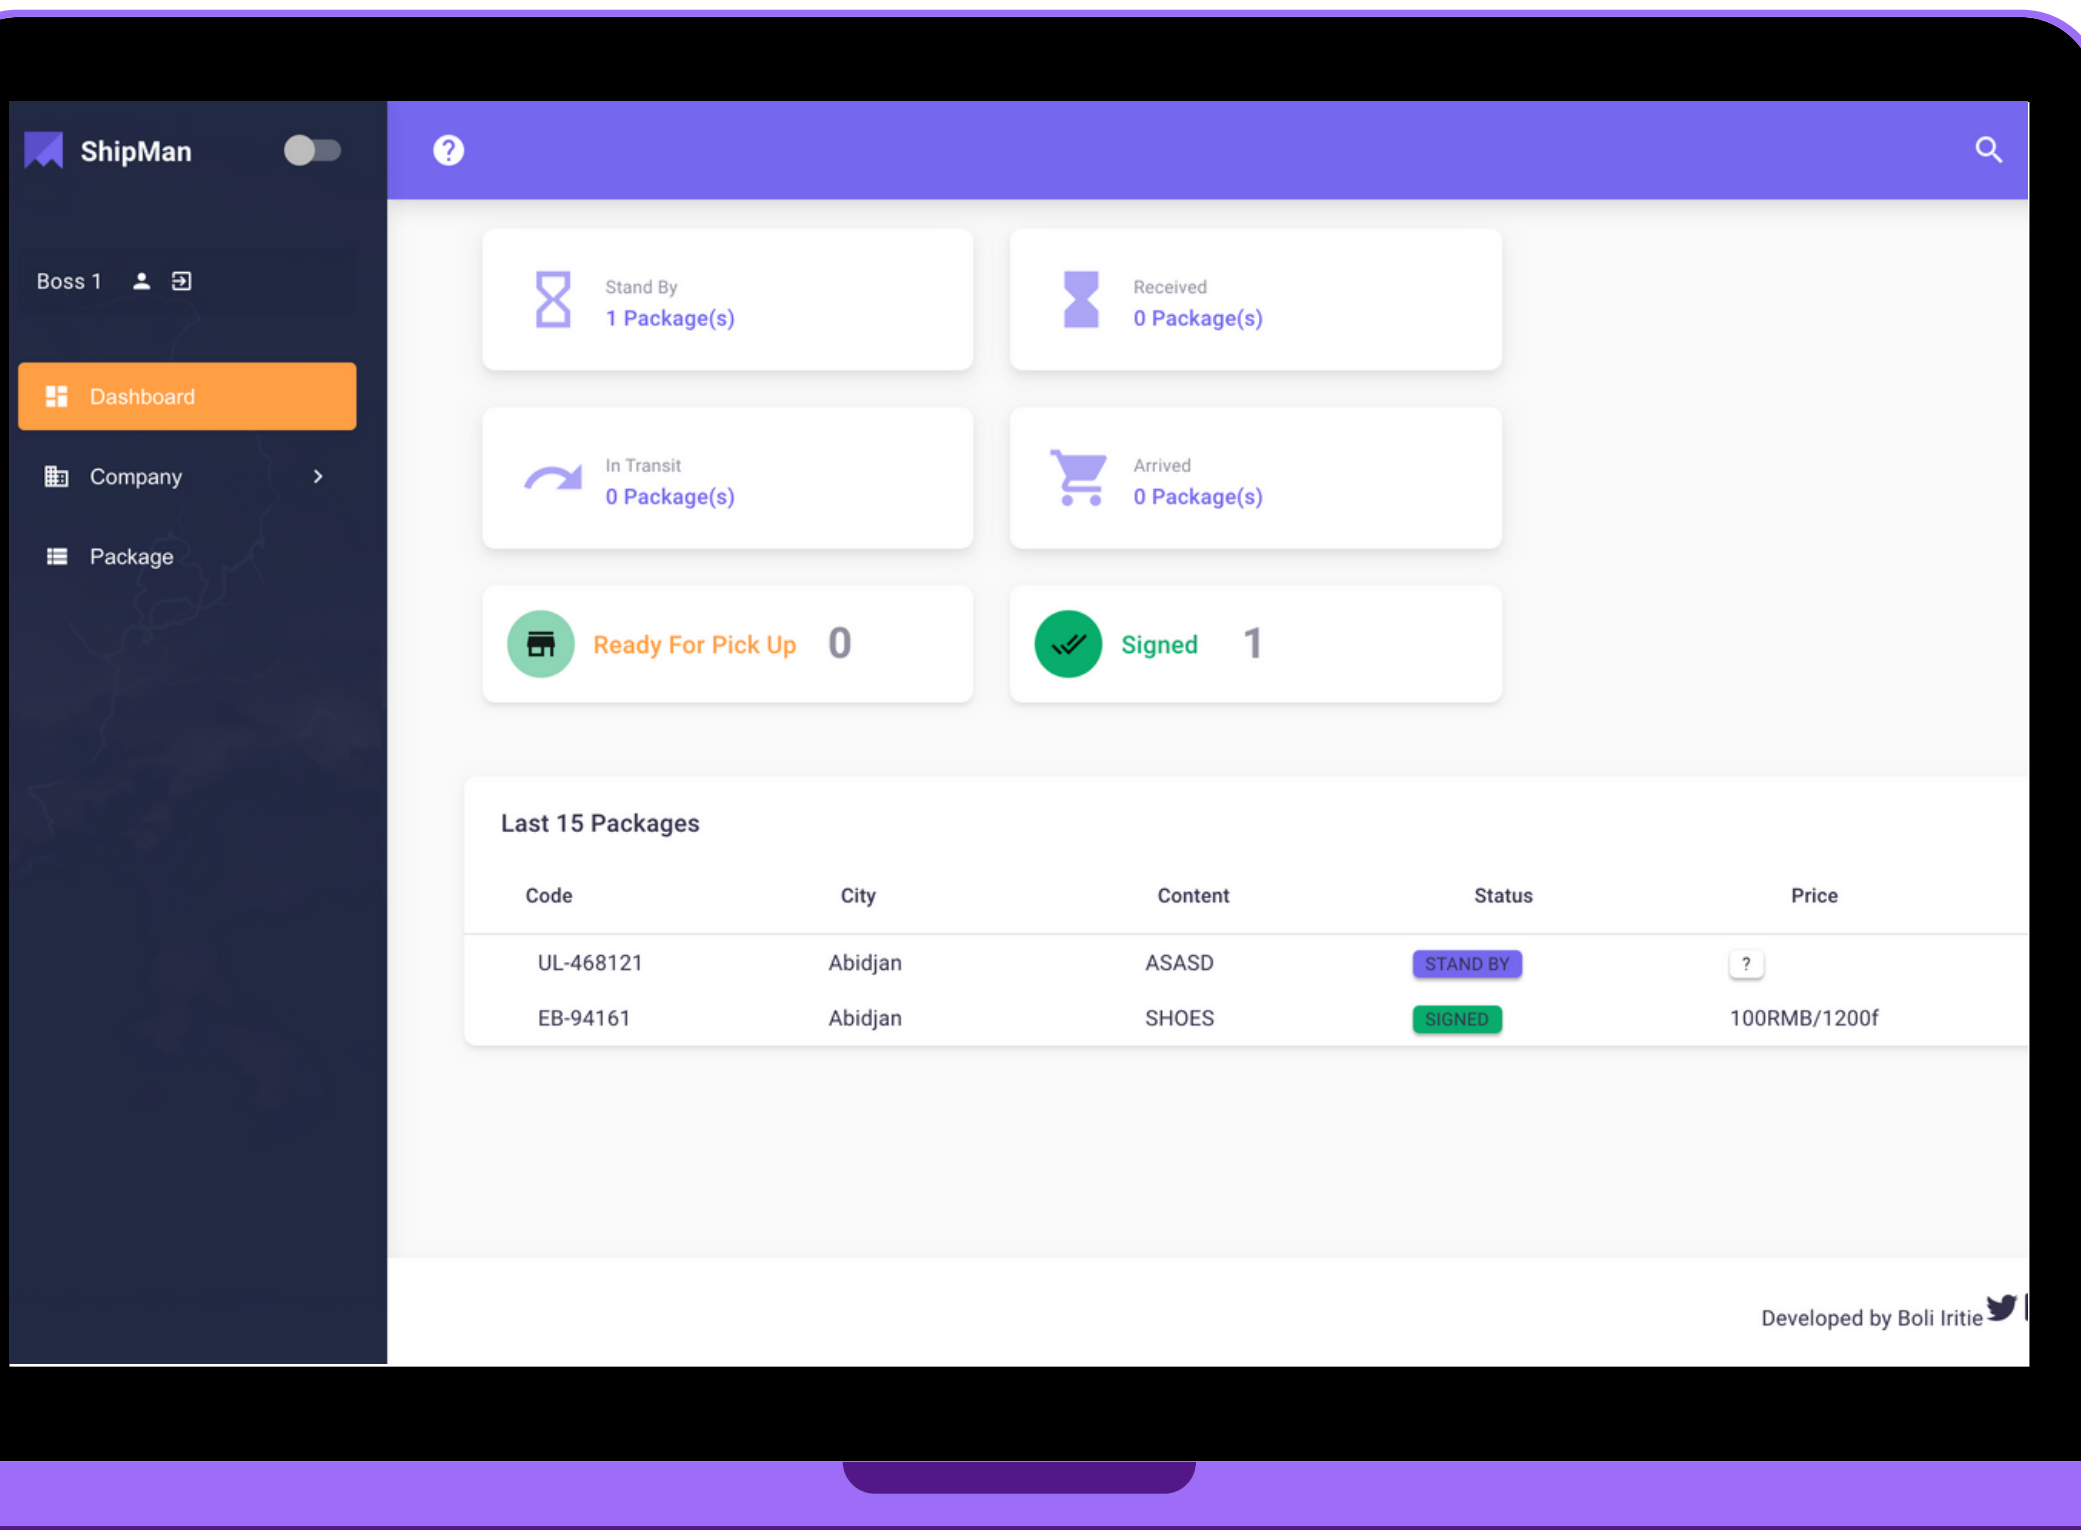 ShipMan
Boss 1
Dashboard
Company
Package
Stand By
1 Package(s)
Received
0 Package(s)
In Transit
0 Package(s)
Arrived
0 Package(s)
Ready For Pick Up 0
Signed 1
Last 15 Packages
Code City Content Status Price
UL-468121 Abidjan ASASD STAND BY ?
EB-94161 Abidjan SHOES SIGNED 100RMB/1200f
Developed by Boli Iritie